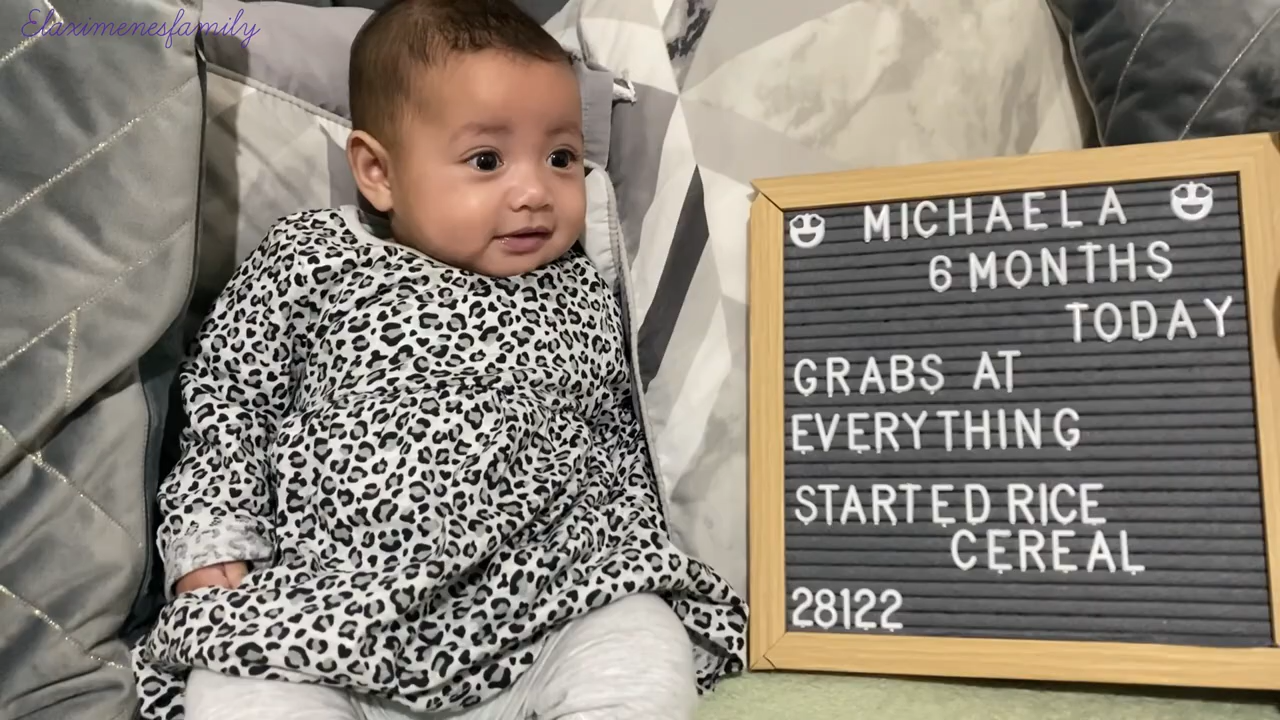 Elaximenesfamily
MICHAELA
6 MONTHS
TODAY
GRABS AT
EVERYTHING
STARTED RICE
CEREAL
28122